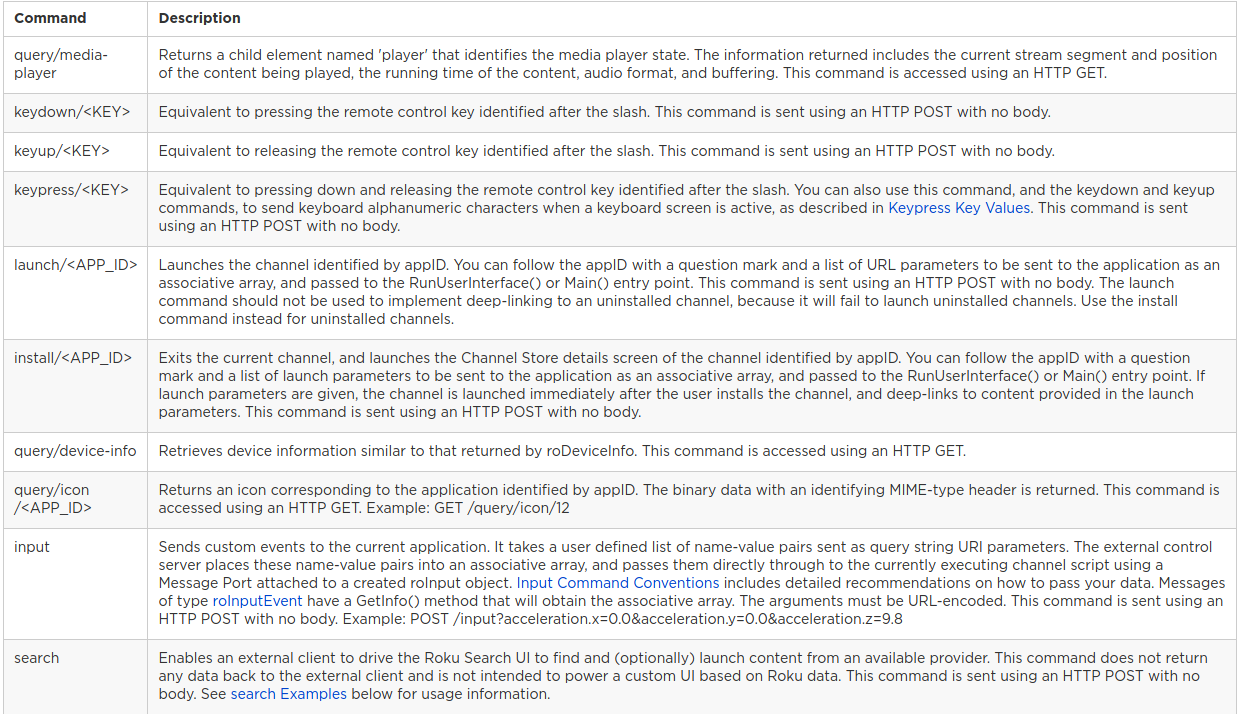 Command Description
query/media-
player
Returns a child element named 'player' that identifies the media player state. The information returned includes the current stream segment and position
of the content being played, the running time of the content, audio format, and buffering. This command is accessed using an HTTP GET.
keydown/<KEY> Equivalent to pressing the remote control key identified after the slash. This command is sent using an HTTP POST with no body.
keyup/<KEY> Equivalent to releasing the remote control key identified after the slash. This command is sent using an HTTP POST with no body.
keypress/<KEY> Equivalent to pressing down and releasing the remote control key identified after the slash. You can also use this command, and the keydown and keyup
commands, to send keyboard alphanumeric characters when a keyboard screen is active, as described in Keypress Key Values. This command is sent
using an HTTP POST with no body.
launch/<APP_ID> Launches the channel identified by appID. You can follow the appID with a question mark and a list of URL parameters to be sent to the application as an
associative array, and passed to the RunUserInterface() or Main() entry point. This command is sent using an HTTP POST with no body. The launch
command should not be used to implement deep-linking to an uninstalled channel, because it will fail to launch uninstalled channels. Use the install
command instead for uninstalled channels.
install/<APP_ID> Exits the current channel, and launches the Channel Store details screen of the channel identified by appID. You can follow the appID with a question
mark and a list of launch parameters to be sent to the application as an associative array, and passed to the RunUserInterface() or Main() entry point. If
launch parameters are given, the channel is launched immediately after the user installs the channel, and deep-links to content provided in the launch
parameters. This command is sent using an HTTP POST with no body.
query/device-info Retrieves device information similar to that returned by roDeviceInfo. This command is accessed using an HTTP GET.
query/icon
/<APP_ID>
Returns an icon corresponding to the application identified by appID. The binary data with an identifying MIME-type header is returned. This command is
accessed using an HTTP GET. Example: GET /query/icon/12
input Sends custom events to the current application. It takes a user defined list of name-value pairs sent as query string URI parameters. The external control
server places these name-value pairs into an associative array, and passes them directly through to the currently executing channel script using a
Message Port attached to a created roInput object. Input Command Conventions includes detailed recommendations on how to pass your data. Messages
of type roInputEvent have a GetInfo() method that will obtain the associative array. The arguments must be URL-encoded. This command is sent using an
HTTP POST with no body. Example: POST /input?acceleration.x=0.0&acceleration.y=0.0&acceleration.z=9.8
search Enables an external client to drive the Roku Search UI to find and (optionally) launch content from an available provider. This command does not return
any data back to the external client and is not intended to power a custom UI based on Roku data. This command is sent using an HTTP POST with no
body. See search Examples below for usage information.